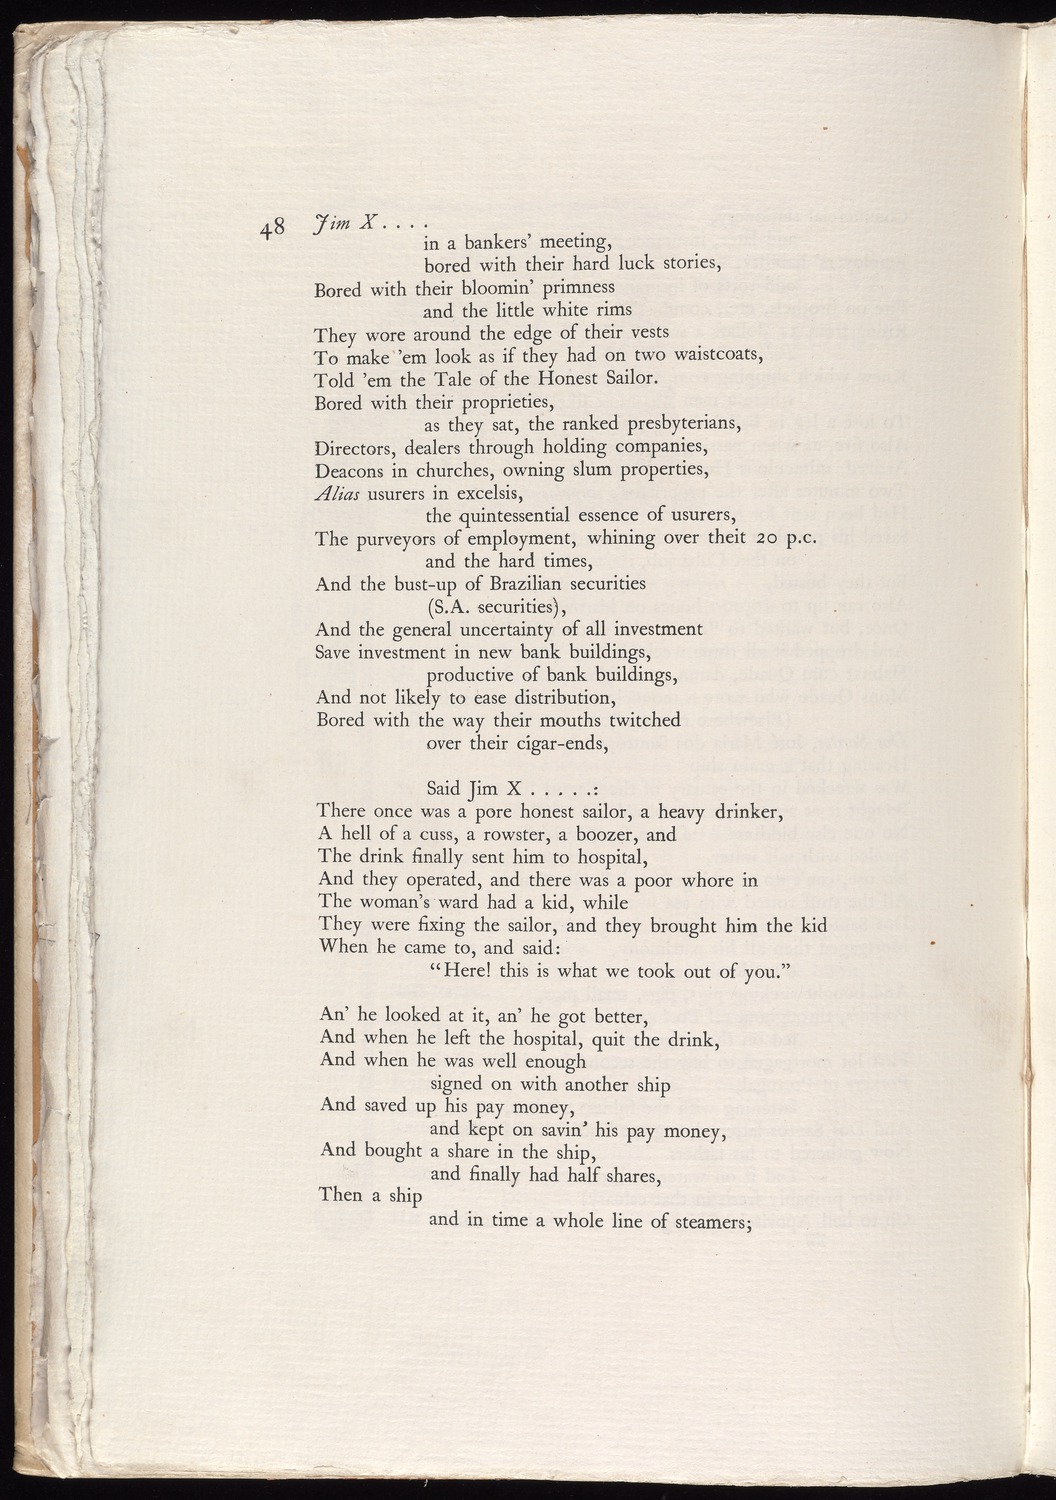 48 Jim X . . . .
in a bankers’ meeting,
bored with their hard luck stories,
Bored with their bloomin’ primness
and the little white rims
They wore around the edge of their vests
To make ’em look as if they had on two waistcoats,
Told ’em the Tale of the Honest Sailor.
Bored with their proprieties,
as they sat, the ranked presbyterians,
Directors, dealers through holding companies,
Deacons in churches, owning slum properties,
Alias usurers in excelsis,
the quintessential essence of usurers,
The purveyors of employment, whining over theit 20 p.c.
and the hard times,
And the bust-up of Brazilian securities
(S.A. securities),
And the general uncertainty of all investment
Save investment in new bank buildings,
productive of bank buildings,
And not likely to ease distribution,
Bored with the way their mouths twitched
over their cigar-ends,
Said Jim X . . . . .:
There once was a pore honest sailor, a heavy drinker,
A hell of a cuss, a rowster, a boozer, and
The drink finally sent him to hospital,
And they operated, and there was a poor whore in
The woman’s ward had a kid, while
They were fixing the sailor, and they brought him the kid
When he came to, and said:
“Here! this is what we took out of you.”
An’ he looked at it, an’ he got better,
And when he left the hospital, quit the drink,
And when he was well enough
signed on with another ship
And saved up his pay money,
and kept on savin’ his pay money,
And bought a share in the ship,
and finally had half shares,
Then a ship
and in time a whole line of steamers;